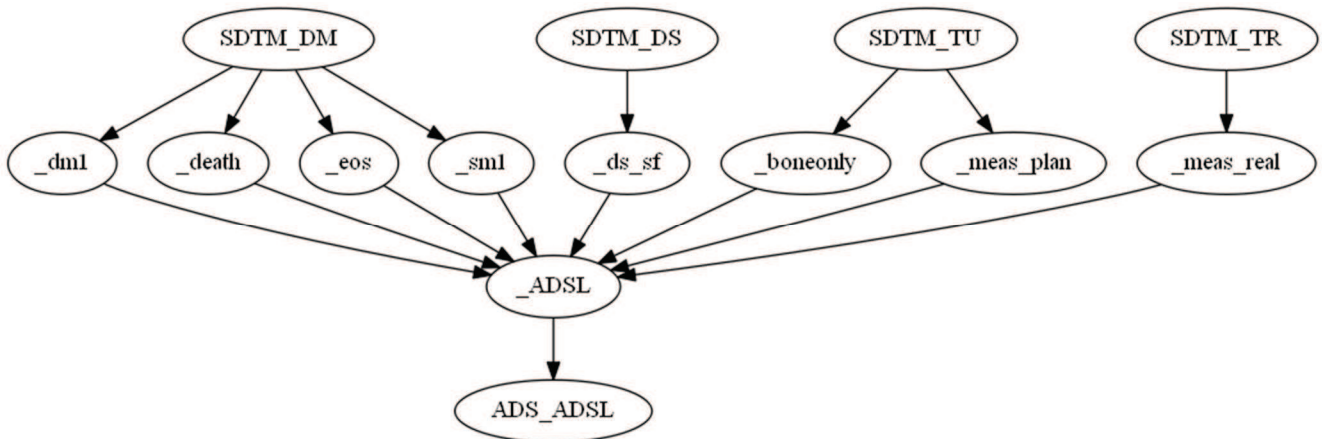 SDTM_DM SDTM_DS SDTM_TU SDTM_TR
_dm1 _death _eos _sm1 _ds_sf _boneonly _meas_plan _meas_real
_ADSL
ADS_ADSL